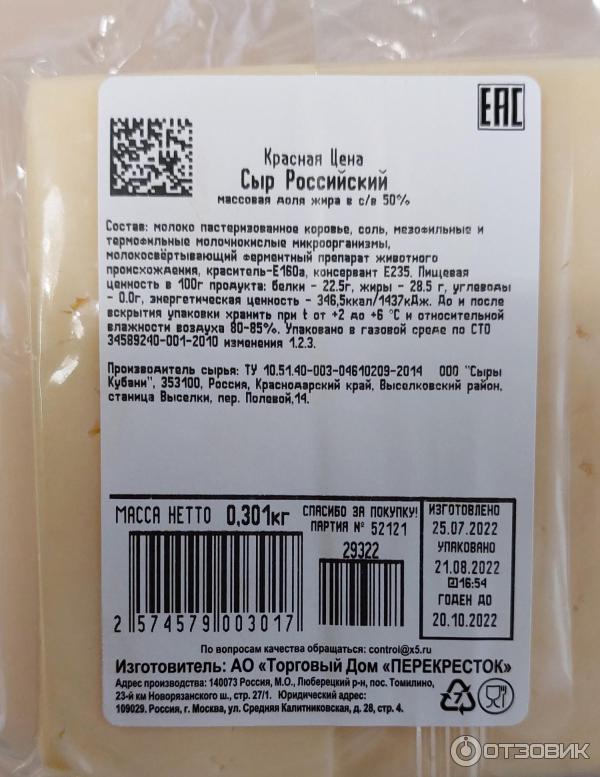 EAC
Красная Цена
Сыр Российский
массовая доля жира в с/в 50%
Состав: молоко пастеризованное коровье, соль, мезофильные и
термофильные молочнокислые микроорганизмы,
молокосвёртывающий ферментный препарат животного
происхождения, краситель-Е160а, консервант Е235. Пищевая
ценность в 100г продукта: белки - 22.5г, жиры - 28.5 г, углеводы
- 0.0г, энергетическая ценность - 346,5ккал/1437кДж. До и после
вскрытия упаковки хранить при t от +2 до +6 °С и относительной
влажности воздуха 80-85%. Упаковано в газовой среде по СТО
34589240-001-2010 изменения 1.2.3.
Производитель сырья: ТУ 10.51.40-003-04610209-2014 ООО "Сыры
Кубани", 353100, Россия, Краснодарский край, Выселковский район,
станица Выселки, пер. Полевой,14.
МАССА НЕТТО 0,301кг
СПАСИБО ЗА ПОКУПКУ!
ПАРТИЯ № 52121
29322
2 574579 003017
ИЗГОТОВЛЕНО
25.07.2022
УПАКОВАНО
21.08.2022
16:54
ГОДЕН ДО
20.10.2022
По вопросам качества обращаться: control@x5.ru
Изготовитель: АО «Торговый Дом «ПЕРЕКРЕСТОК»
Адрес производства: 140073 Россия, М.О., Люберецкий р-н, пос. Томилино,
23-й км Новорязанского ш., стр. 27/1. Юридический адрес:
109029. Россия, г. Москва, ул. Средняя Калитниковская, д. 28, стр. 4.
7
ОТЗОВИК